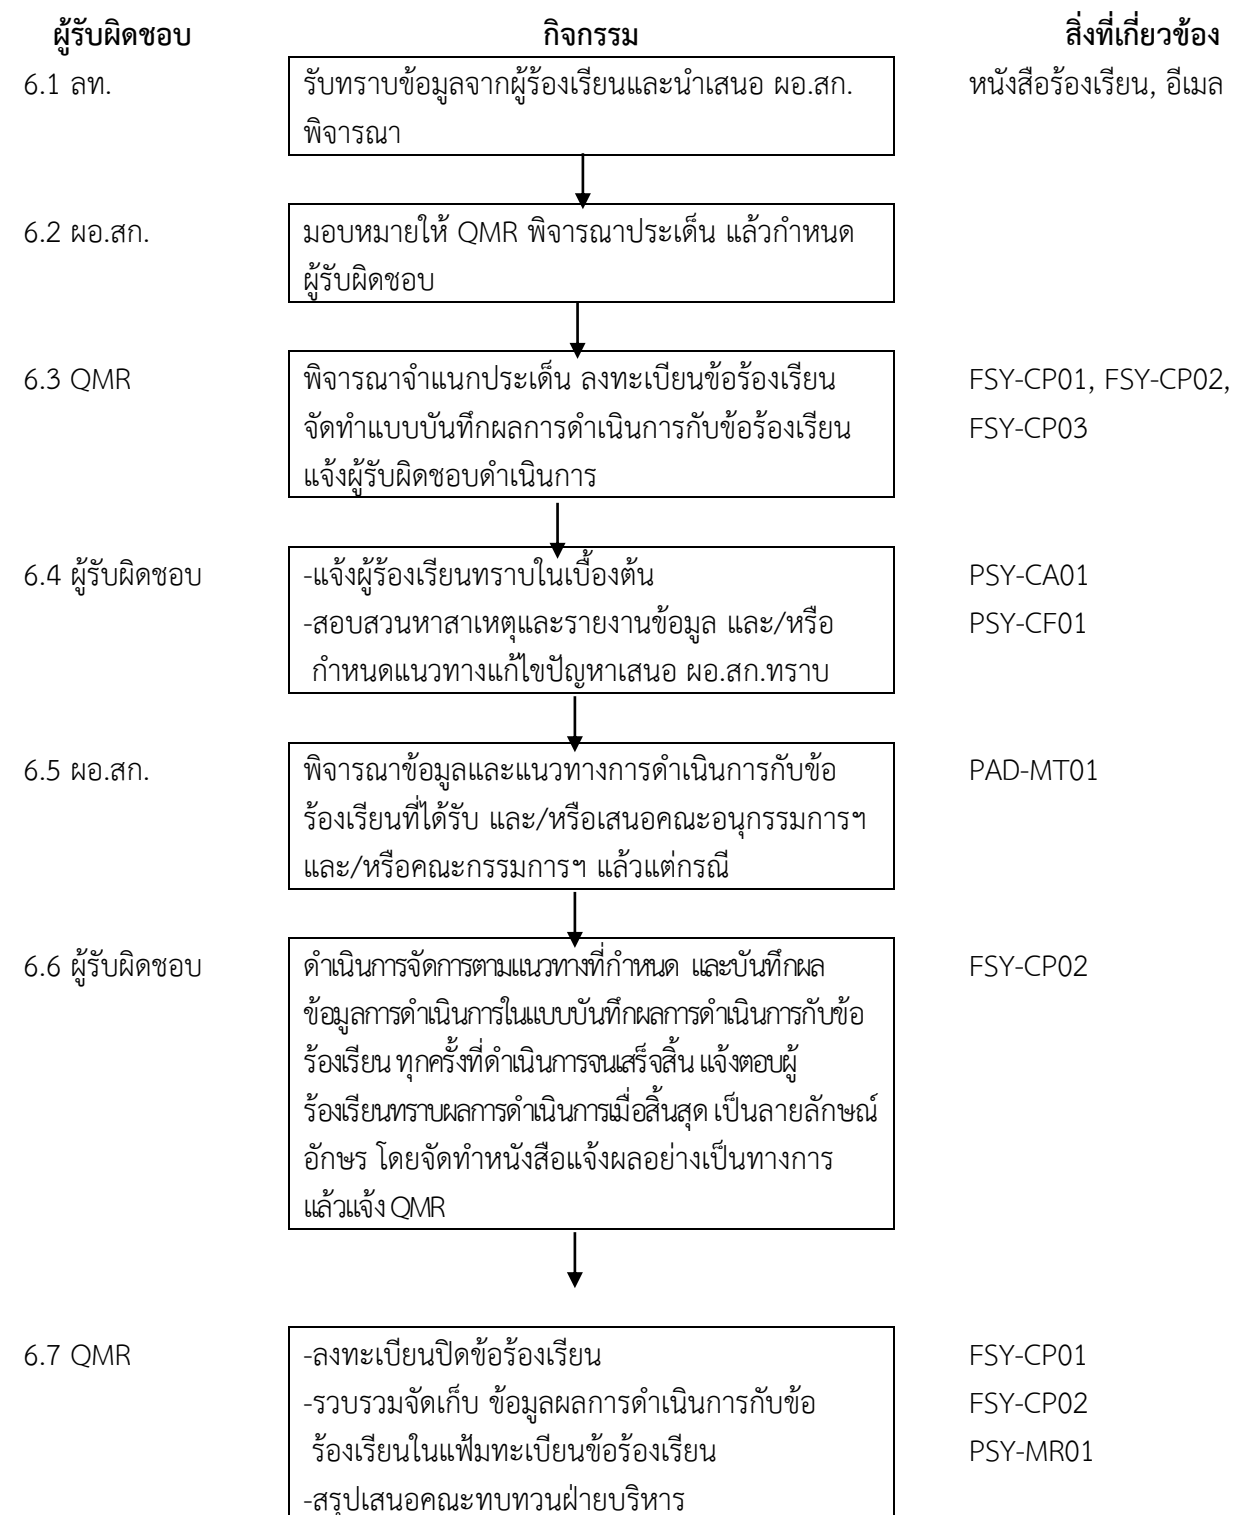 ผู้รับผิดชอบ กิจกรรม สิ่งที่เกี่ยวข้อง
6.1 ลท. รับทราบข้อมูลจากผู้ร้องเรียนและนำเสนอ ผอ.สก. หนังสือร้องเรียน, อีเมล
พิจารณา
6.2 ผอ.สก. มอบหมายให้ QMR พิจารณาประเด็น แล้วกำหนด
ผู้รับผิดชอบ
6.3 QMR พิจารณาจำแนกประเด็น ลงทะเบียนข้อร้องเรียน FSY-CP01, FSY-CP02,
จัดทำแบบบันทึกผลการดำเนินการกับข้อร้องเรียน FSY-CP03
แจ้งผู้รับผิดชอบดำเนินการ
6.4 ผู้รับผิดชอบ -แจ้งผู้ร้องเรียนทราบในเบื้องต้น PSY-CA01
-สอบสวนหาสาเหตุและรายงานข้อมูล และ/หรือ PSY-CF01
กำหนดแนวทางแก้ไขปัญหาเสนอ ผอ.สก.ทราบ
6.5 ผอ.สก. พิจารณาข้อมูลและแนวทางการดำเนินการกับข้อ PAD-MT01
ร้องเรียนที่ได้รับ และ/หรือเสนอคณะอนุกรรมการฯ
และ/หรือคณะกรรมการฯ แล้วแต่กรณี
6.6 ผู้รับผิดชอบ ดำเนินการจัดการตามแนวทางที่กำหนด และบันทึกผล FSY-CP02
ข้อมูลการดำเนินการในแบบบันทึกผลการดำเนินการกับข้อ
ร้องเรียน ทุกครั้งที่ดำเนินการจนเสร็จสิ้น แจ้งตอบผู้
ร้องเรียนทราบผลการดำเนินการเมื่อสิ้นสุด เป็นลายลักษณ์
อักษร โดยจัดทำหนังสือแจ้งผลอย่างเป็นทางการ
แล้วแจ้ง QMR
6.7 QMR -ลงทะเบียนปิดข้อร้องเรียน FSY-CP01
-รวบรวมจัดเก็บ ข้อมูลผลการดำเนินการกับข้อ FSY-CP02
ร้องเรียนในแฟ้มทะเบียนข้อร้องเรียน PSY-MR01
-สรุปเสนอคณะทบทวนฝ่ายบริหาร